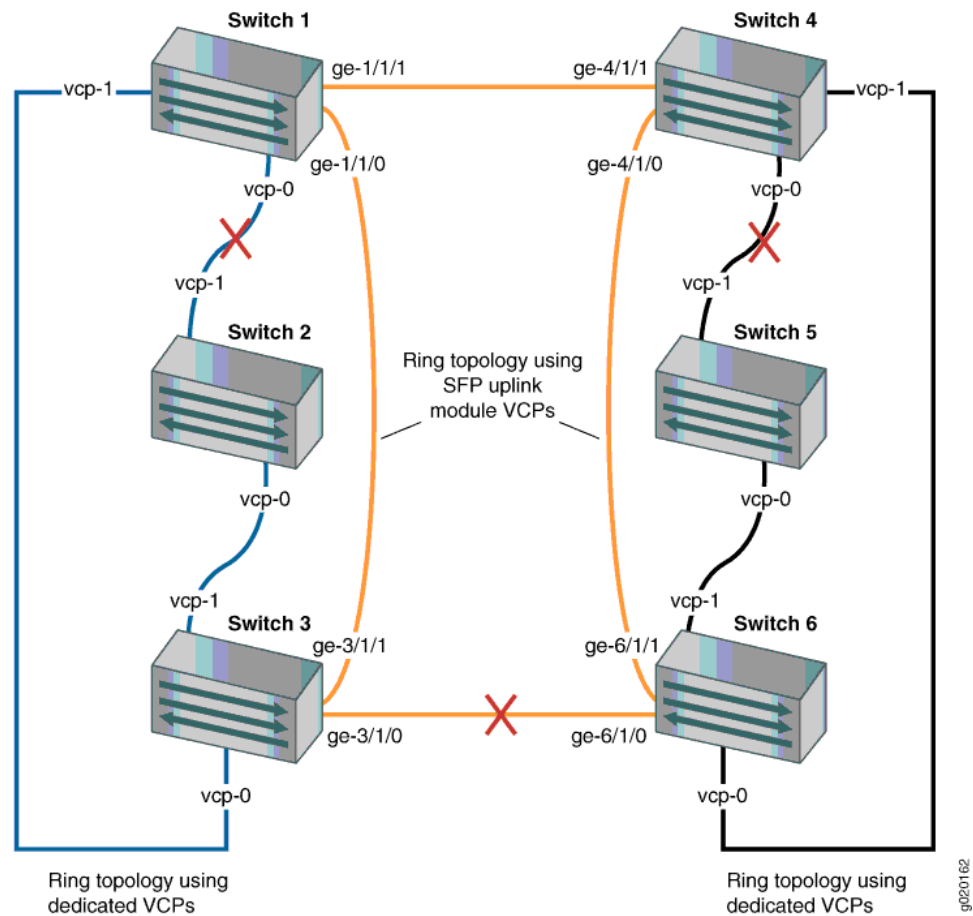 Switch 1
Switch 4
ge-1/1/1
ge-4/1/1
vcp-1
vcp-1
ge-1/1/0
ge-4/1/0
vcp-0
vcp-0
vcp-1
vcp-1
Switch 2
Switch 5
Ring topology using
SFP uplink
module VCPs
vcp-0
vcp-0
vcp-1
vcp-1
Switch 3
Switch 6
ge-3/1/1
ge-6/1/1
ge-3/1/0
ge-6/1/0
vcp-0
vcp-0
Ring topology using
dedicated VCPs
Ring topology using
dedicated VCPs
g020162